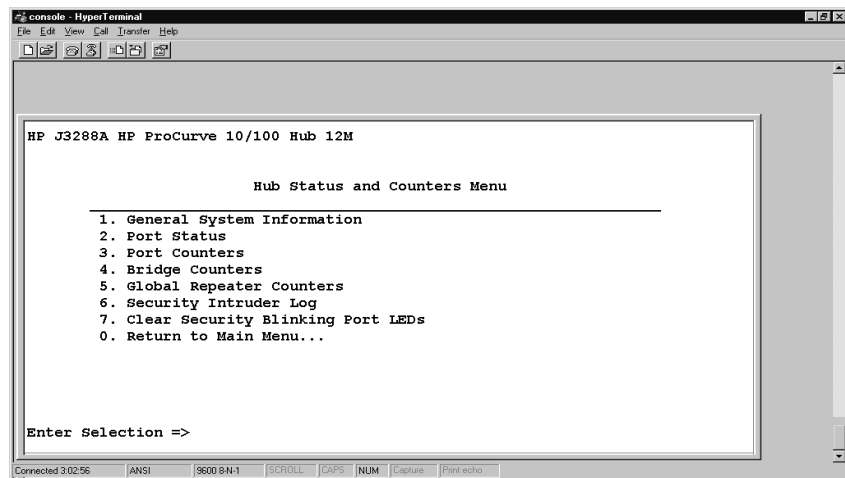 console - HyperTerminal
File Edit View Call Transfer Help
HP J3288A HP ProCurve 10/100 Hub 12M
Hub Status and Counters Menu
1. General System Information
2. Port Status
3. Port Counters
4. Bridge Counters
5. Global Repeater Counters
6. Security Intruder Log
7. Clear Security Blinking Port LEDs
0. Return to Main Menu...
Enter Selection =>
Connected 3:02:56 ANSI 9600 8-N-1 SCROLL CAPS NUM Capture Print echo